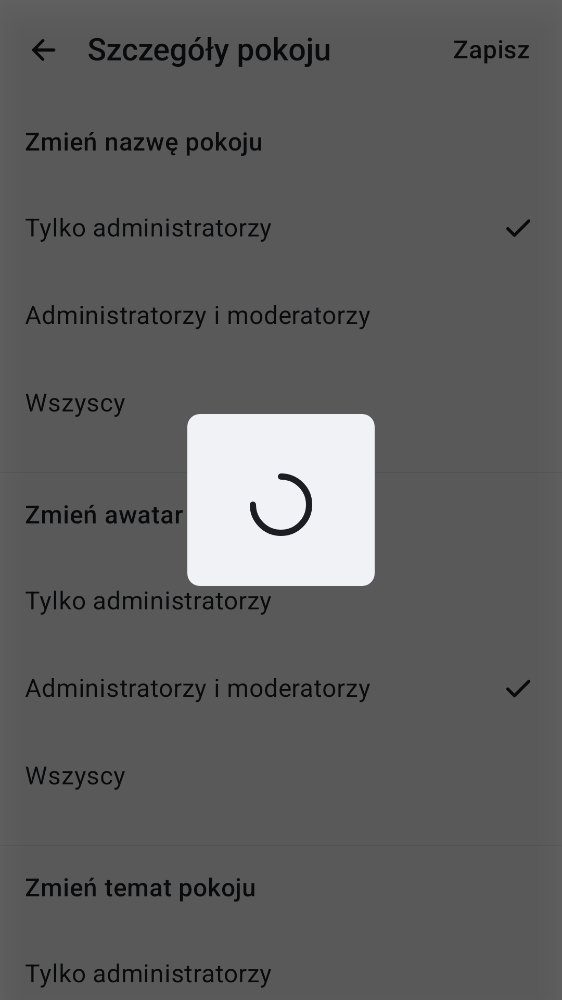 Szczegóły pokoju
Zapisz
Zmień nazwę pokoju
Tylko administratorzy
Administratorzy i moderatorzy
Wszyscy
Zmień awatar
Tylko administratorzy
Administratorzy i moderatorzy
Wszyscy
Zmień temat pokoju
Tylko administratorzy